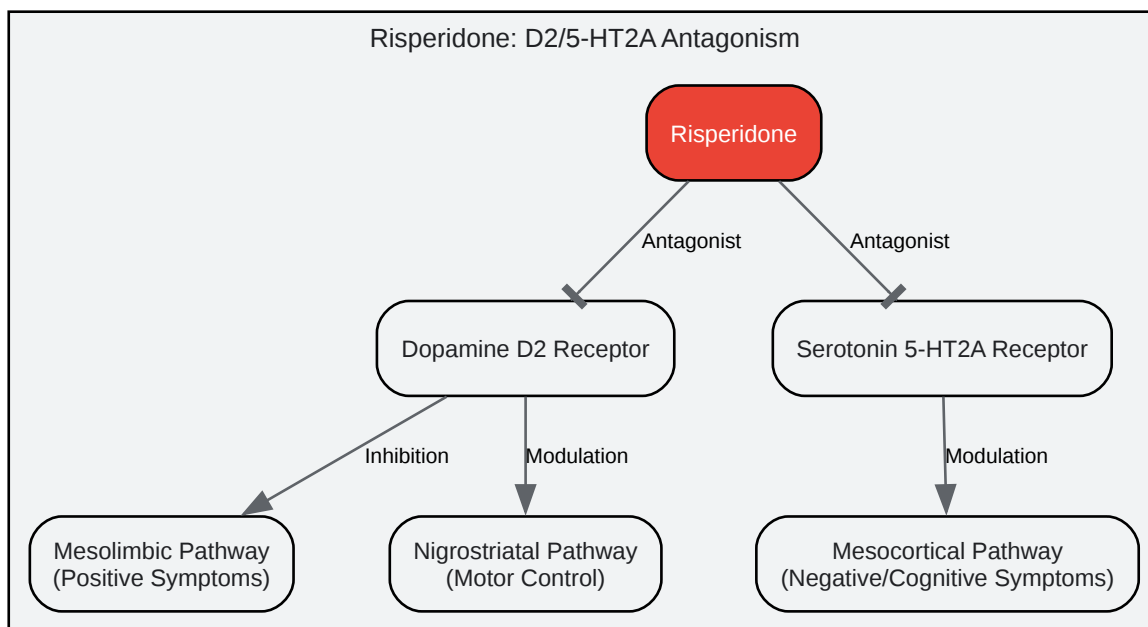 Risperidone: D2/5-HT2A Antagonism
Risperidone
Antagonist
Antagonist
Dopamine D2 Receptor
Serotonin 5-HT2A Receptor
Inhibition
Modulation
Modulation
Mesolimbic Pathway
(Positive Symptoms)
Nigrostriatal Pathway
(Motor Control)
Mesocortical Pathway
(Negative/Cognitive Symptoms)